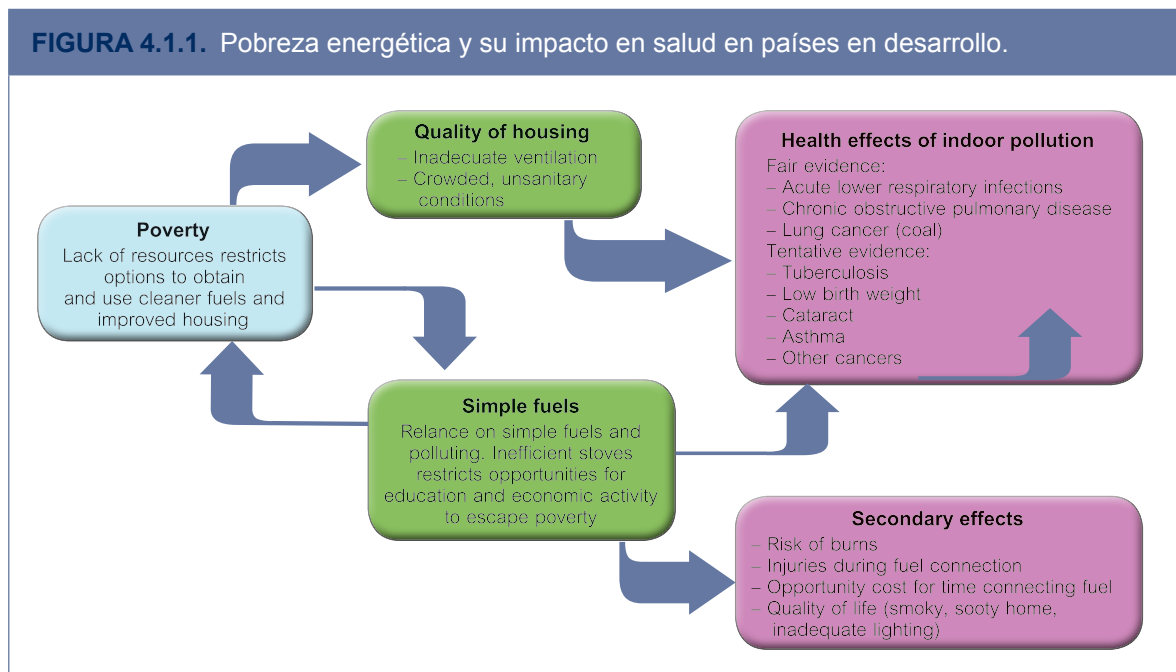 FIGURA 4.1.1. Pobreza energética y su impacto en salud en países en desarrollo.
Poverty
Lack of resources restricts
options to obtain
and use cleaner fuels and
improved housing
Quality of housing
– Inadequate ventilation
– Crowded, unsanitary
conditions
Health effects of indoor pollution
Fair evidence:
– Acute lower respiratory infections
– Chronic obstructive pulmonary disease
– Lung cancer (coal)
Tentative evidence:
– Tuberculosis
– Low birth weight
– Cataract
– Asthma
– Other cancers
Simple fuels
Relance on simple fuels and
polluting. Inefficient stoves
restricts opportunities for
education and economic activity
to escape poverty
Secondary effects
– Risk of burns
– Injuries during fuel connection
– Opportunity cost for time connecting fuel
– Quality of life (smoky, sooty home,
inadequate lighting)